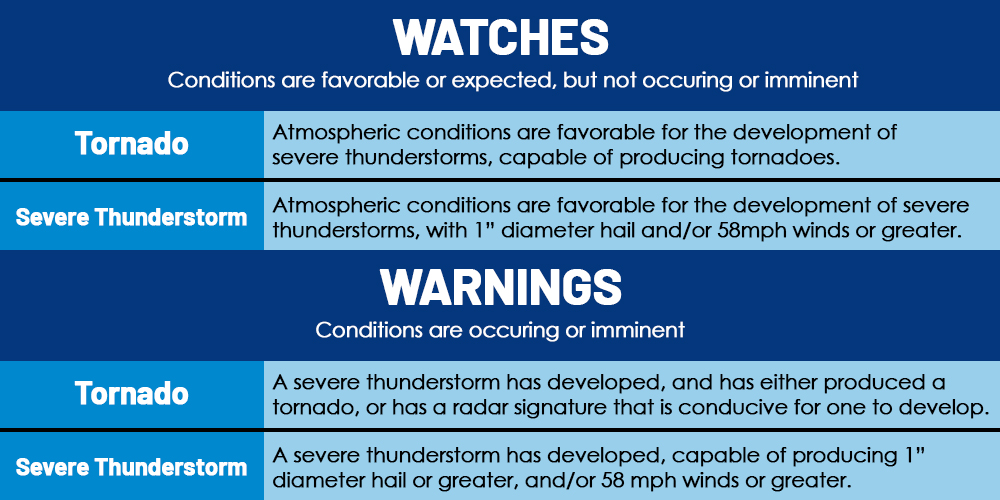 WATCHES
Conditions are favorable or expected, but not occuring or imminent
Tornado
Atmospheric conditions are favorable for the development of
severe thunderstorms, capable of producing tornadoes.
Severe Thunderstorm
Atmospheric conditions are favorable for the development of severe
thunderstorms, with 1” diameter hail and/or 58mph winds or greater.
WARNINGS
Conditions are occuring or imminent
Tornado
A severe thunderstorm has developed, and has either produced a
tornado, or has a radar signature that is conducive for one to develop.
Severe Thunderstorm
A severe thunderstorm has developed, capable of producing 1”
diameter hail or greater, and/or 58 mph winds or greater.